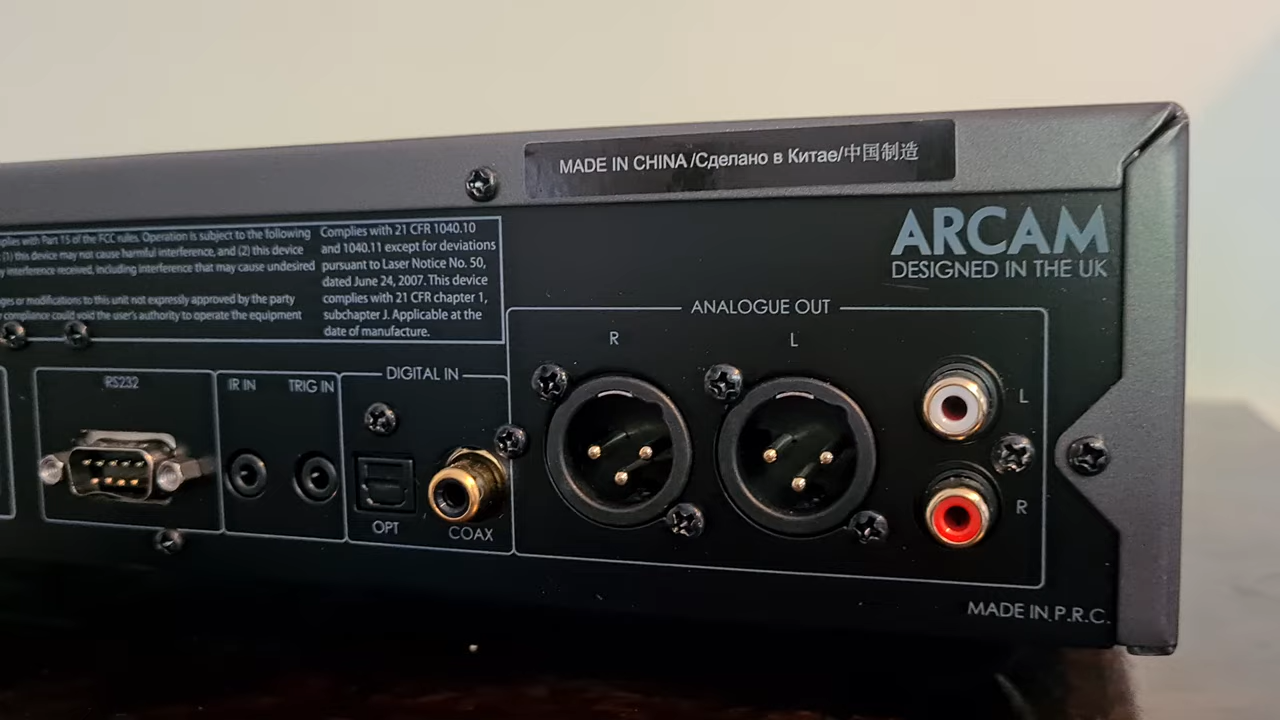 MADE IN CHINA /Сделано в Китае/中国制造
ARCAM
DESIGNED IN THE UK
with Part 15 of the FCC rules. Operation is subject to the following
(1) this device may not cause harmful interference, and (2) this device
interference received, including interference that may cause undesired
or modifications to this unit not expressly approved by the party
compliance could void the user's authority to operate the equipment
Complies with 21 CFR 1040.10
and 1040.11 except for deviations
pursuant to Laser Notice No. 50,
dated June 24, 2007. This device
complies with 21 CFR chapter 1,
subchapter J. Applicable at the
date of manufacture.
ANALOGUE OUT
R
L
L
R
RS232
IR IN
TRIG IN
DIGITAL IN
OPT
COAX
MADE IN P.R.C.